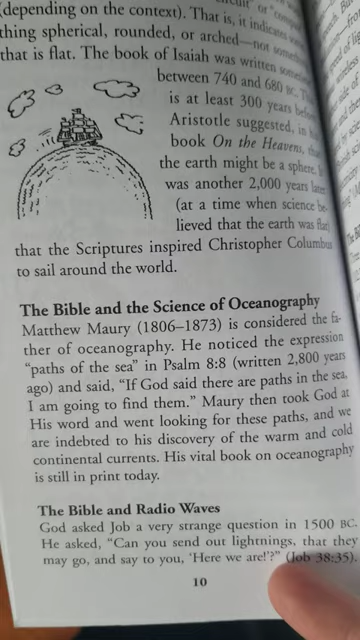 (depending on the context). That is, it indicates
thing spherical, rounded, or arched—not
that is flat. The book of Isaiah was written
between 740 and 680 BC.
is at least 300 years
Aristotle suggested, in
book On the Heavens,
the earth might be a sphere.
was another 2,000 years
(at a time when science be-
lieved that the earth was flat)
that the Scriptures inspired Christopher Columbus
to sail around the world.
The Bible and the Science of Oceanography
Matthew Maury (1806–1873) is considered the fa-
ther of oceanography. He noticed the expression
“paths of the sea” in Psalm 8:8 (written 2,800 years
ago) and said, “If God said there are paths in the sea,
I am going to find them.” Maury then took God at
His word and went looking for these paths, and we
are indebted to his discovery of the warm and cold
continental currents. His vital book on oceanography
is still in print today.
The Bible and Radio Waves
God asked Job a very strange question in 1500 BC.
He asked, “Can you send out lightnings, that they
may go, and say to you, ‘Here we are!’?” (Job 38:35).
10